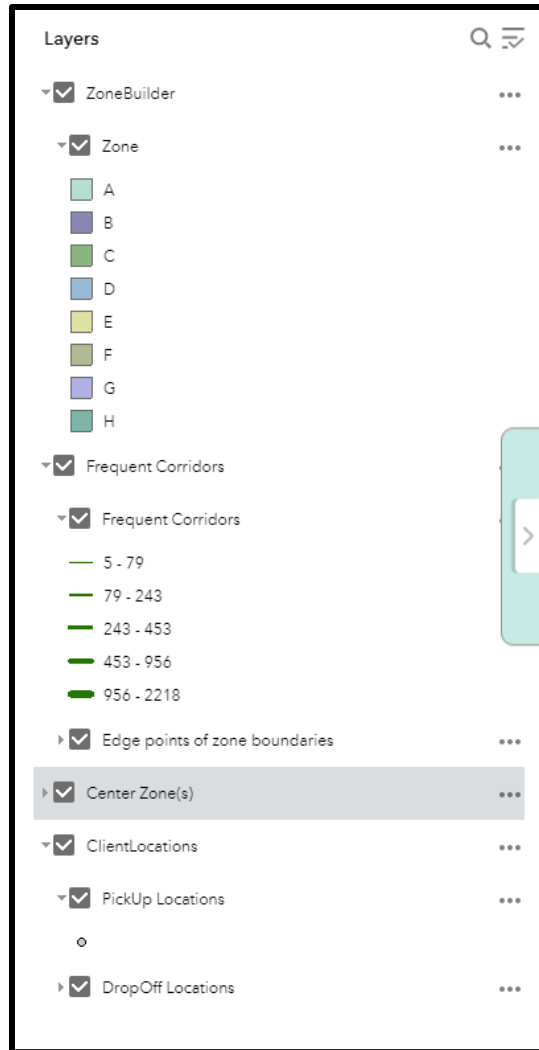 Layers
ZoneBuilder
Zone
A
B
C
D
E
F
G
H
Frequent Corridors
Frequent Corridors
5 - 79
79 - 243
243 - 453
453 - 956
956 - 2218
Edge points of zone boundaries
Center Zone(s)
ClientLocations
PickUp Locations
DropOff Locations